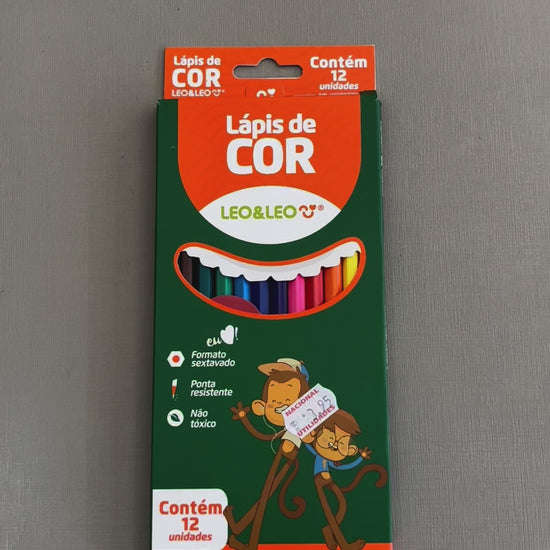 Lápis de
COR
LEO&LEO®
Contém
12
unidades
Lápis de
COR
LEO&LEO®
eu
Formato
sextavado
Ponta
resistente
Não
tóxico
NACIONAL
UTILIDADES
Contém
12
unidades